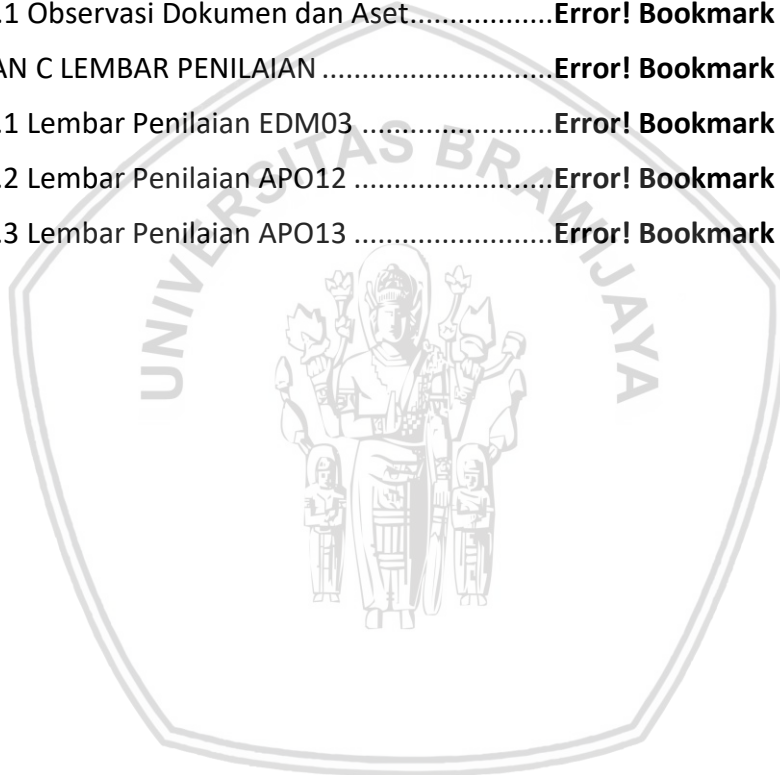 .1 Observasi Dokumen dan Aset..................Error! Bookmark
AN C LEMBAR PENILAIAN ............................Error! Bookmark
.1 Lembar Penilaian EDM03 .......................Error! Bookmark
.2 Lembar Penilaian APO12 ........................Error! Bookmark
.3 Lembar Penilaian APO13 ........................Error! Bookmark
UNIVERSITAS BRAWIJAYA